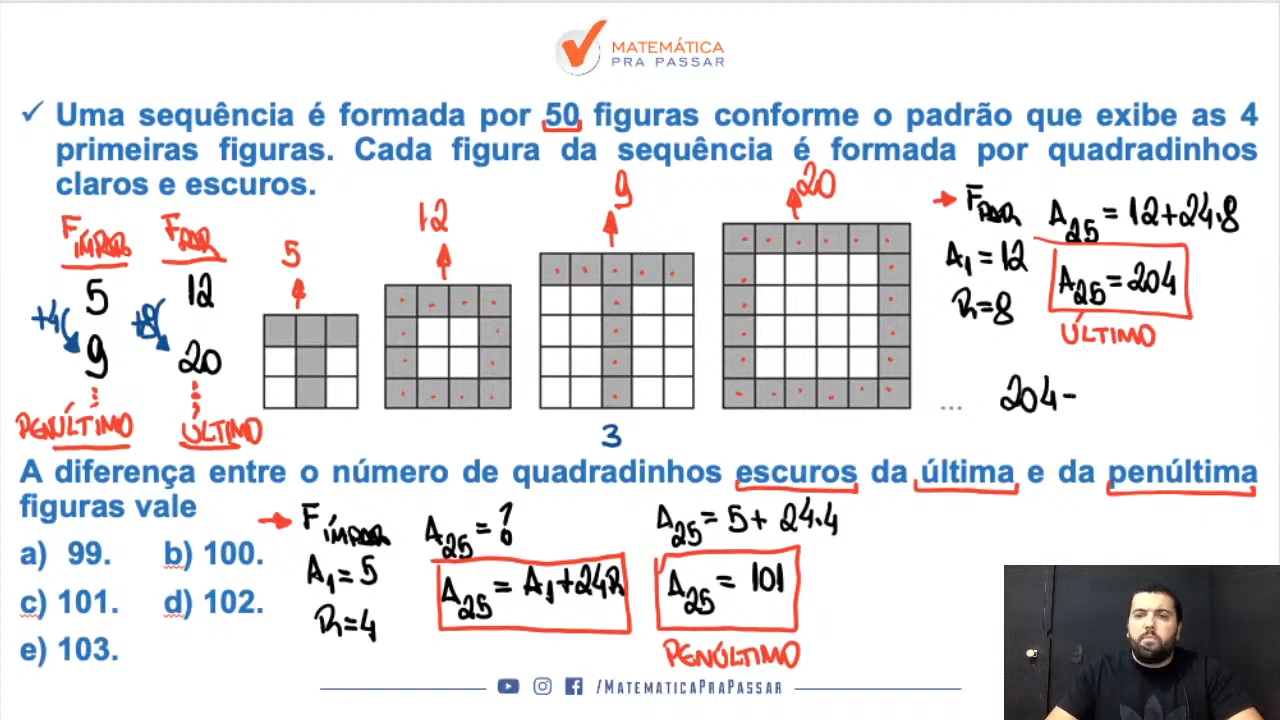 MATEMÁTICA
PRA PASSAR
✓ Uma sequência é formada por 50 figuras conforme o padrão que exibe as 4
primeiras figuras. Cada figura da sequência é formada por quadradinhos
claros e escuros.
F ÍMPAR
F PAR
5
12
+4
+8
9
20
PENÚLTIMO
ÚLTIMO
5
12
9
20
3
...
→ F PAR
A₁ = 12
R = 8
A₂₅ = 12 + 24.8
A₂₅ = 204
ÚLTIMO
204 -
A diferença entre o número de quadradinhos escuros da última e da penúltima
figuras vale
a) 99. b) 100.
c) 101. d) 102.
e) 103.
→ F ÍMPAR
A₁ = 5
R = 4
A₂₅ = ?
A₂₅ = A₁ + 24R
A₂₅ = 5 + 24.4
A₂₅ = 101
PENÚLTIMO
/MATEMATICAPRAPASSAR